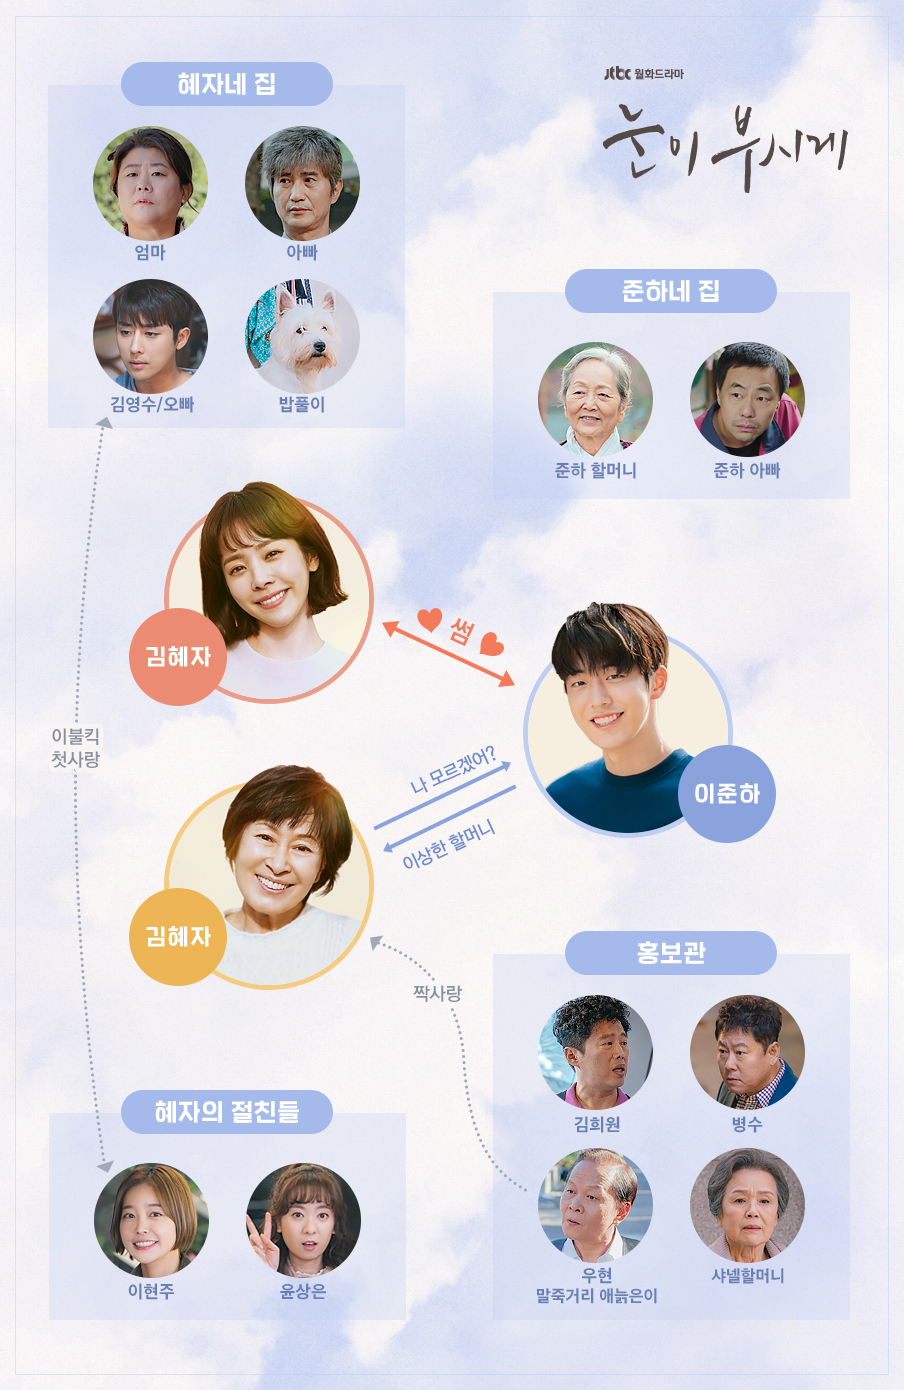 혜자네 집
jtbc 월화드라마
눈이 부시게
엄마
아빠
김영수/오빠
밥풀이
준하네 집
준하 할머니
준하 아빠
김혜자
썸
이준하
이불킥
첫사랑
나 모르겠어?
이상한 할머니
김혜자
짝사랑
홍보관
김희원
병수
우현
말죽거리 애늙은이
샤넬할머니
혜자의 절친들
이현주
윤상은